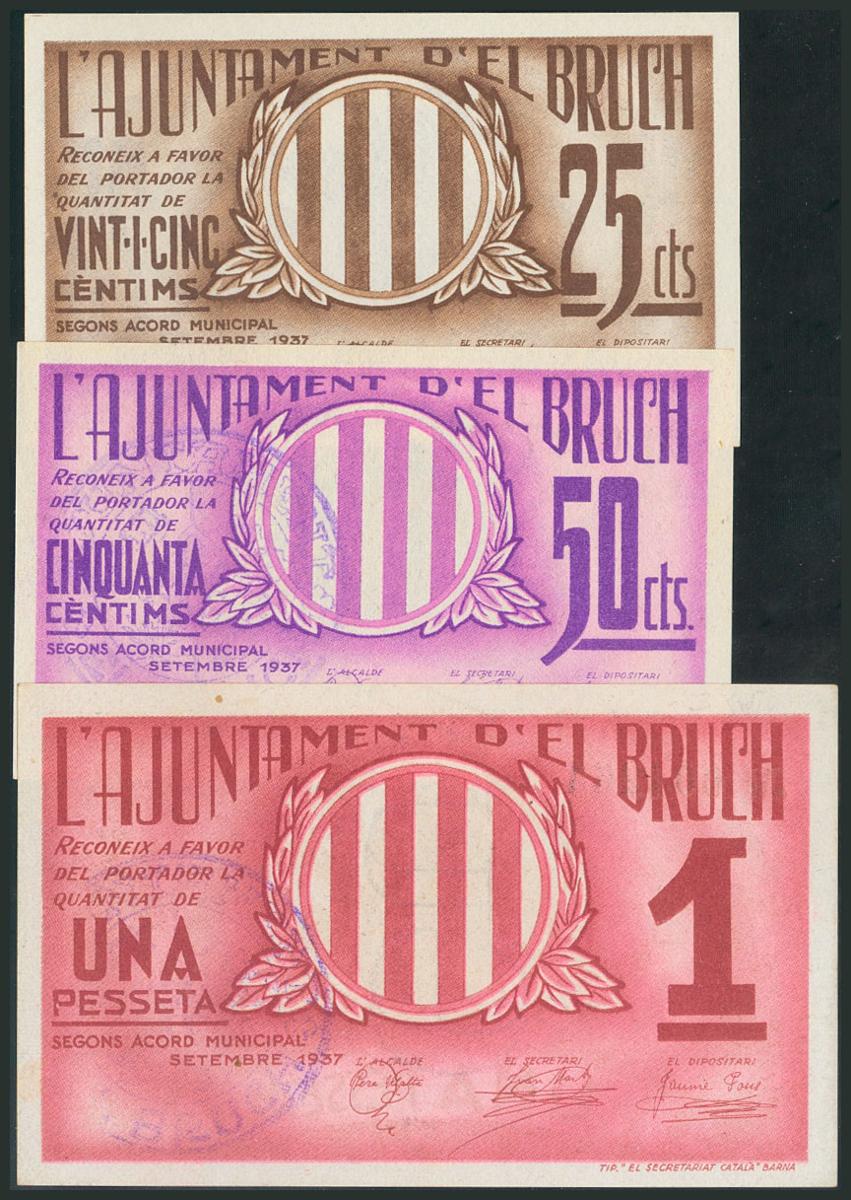 L'AJUNTAMENT D'EL BRUCH
RECONEIX A FAVOR
DEL PORTADOR LA
QUANTITAT DE
VINT-I-CINC
CÈNTIMS
25 cts
SEGONS ACORD MUNICIPAL
SETEMBRE 1937
L'ALCALDE EL SECRETARI EL DIPOSITARI
L'AJUNTAMENT D'EL BRUCH
RECONEIX A FAVOR
DEL PORTADOR LA
QUANTITAT DE
CINQUANTA
CÈNTIMS
50 cts.
SEGONS ACORD MUNICIPAL
SETEMBRE 1937
L'ALCALDE EL SECRETARI EL DIPOSITARI
L'AJUNTAMENT D'EL BRUCH
RECONEIX A FAVOR
DEL PORTADOR LA
QUANTITAT DE
UNA
PESSETA
1
SEGONS ACORD MUNICIPAL
SETEMBRE 1937
L'ALCALDE EL SECRETARI EL DIPOSITARI
Jaume Pous
TIP. "EL SECRETARIAT CATALÀ" BARNA